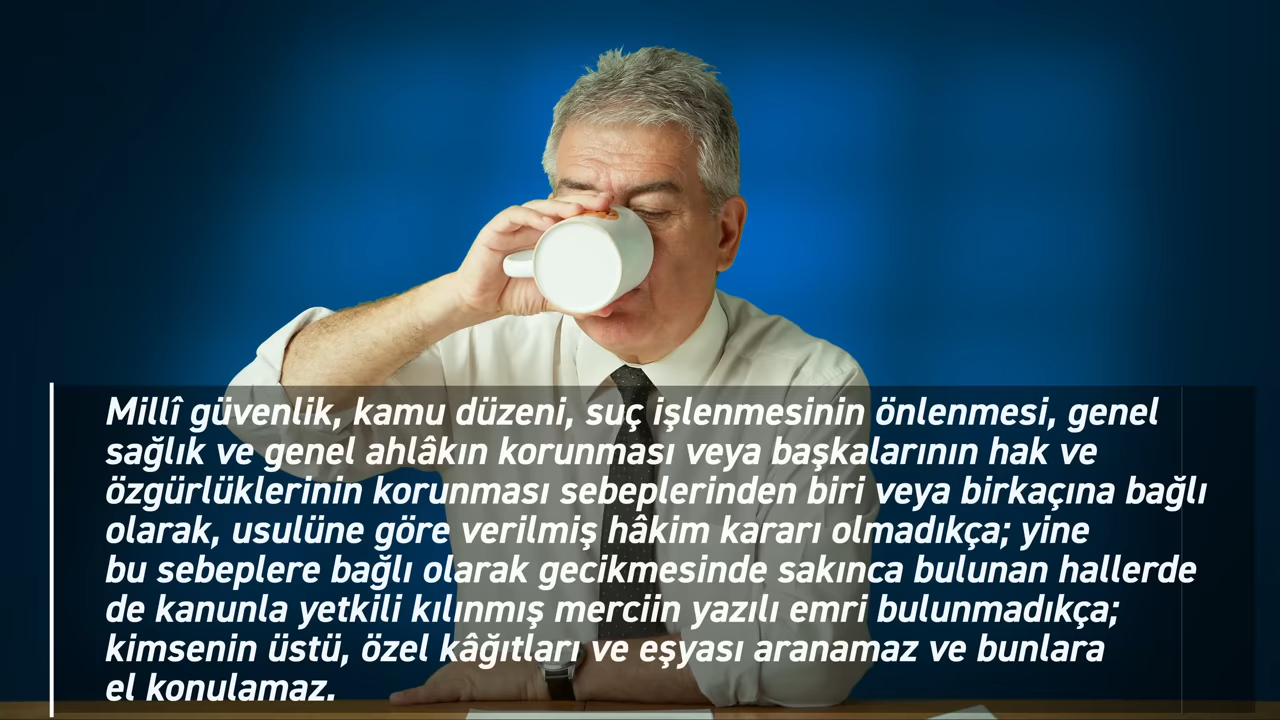 Millî güvenlik, kamu düzeni, suç işlenmesinin önlenmesi, genel
sağlık ve genel ahlâkın korunması veya başkalarının hak ve
özgürlüklerinin korunması sebeplerinden biri veya birkaçına bağlı
olarak, usulüne göre verilmiş hâkim kararı olmadıkça; yine
bu sebeplere bağlı olarak gecikmesinde sakınca bulunan hallerde
de kanunla yetkili kılınmış merciin yazılı emri bulunmadıkça;
kimsenin üstü, özel kâğıtları ve eşyası aranamaz ve bunlara
el konulamaz.